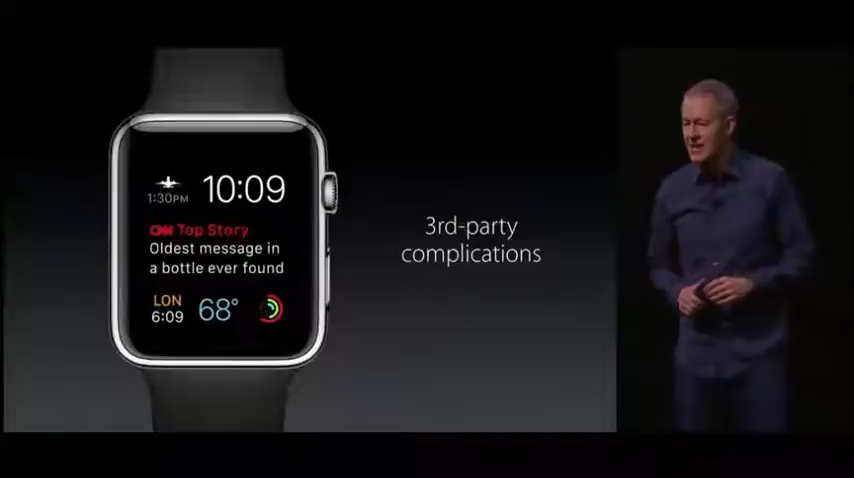 1:30PM
10:09
CNN Top Story
Oldest message in
a bottle ever found
LON
6:09
68°
3rd-party
complications